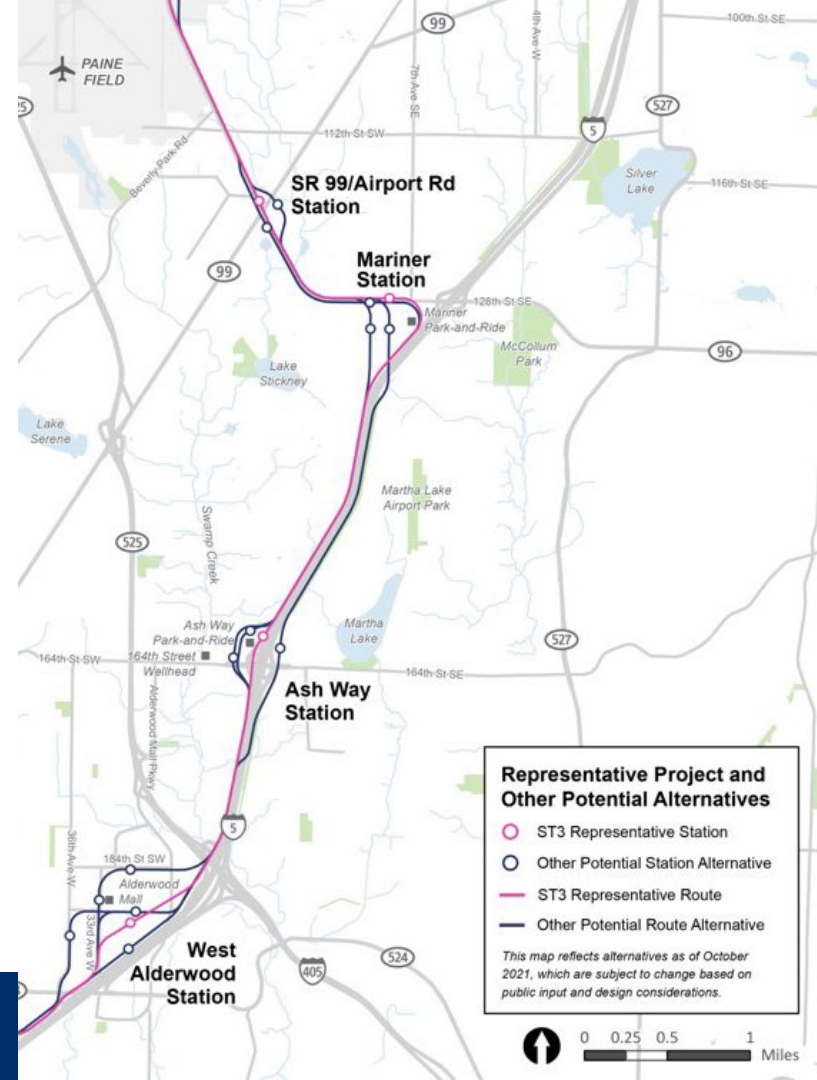 99
100th St SE
4th Ave W
PAINE
FIELD
7th Ave SE
527
5
112th St SW
Beverly Park Rd
Silver
Lake
116th St SE
SR 99/Airport Rd
Station
Mariner
Station
99
128th St SE
Mariner
Park-and-Ride
McCollum
Park
96
Lake
Stickney
Lake
Serene
Martha Lake
Airport Park
Swamp Creek
525
Ash Way
Park-and-Ride
Martha
Lake
527
164th St SW
164th Street
Wellhead
164th St SE
Ash Way
Station
Alderwood Mall Pkwy
5
36th Ave W
184th St SW
Alderwood
Mall
33rd Ave W
West
Alderwood
Station
405
524
Representative Project and
Other Potential Alternatives
ST3 Representative Station
Other Potential Station Alternative
ST3 Representative Route
Other Potential Route Alternative
This map reflects alternatives as of October
2021, which are subject to change based on
public input and design considerations.
0 0.25 0.5 1
Miles